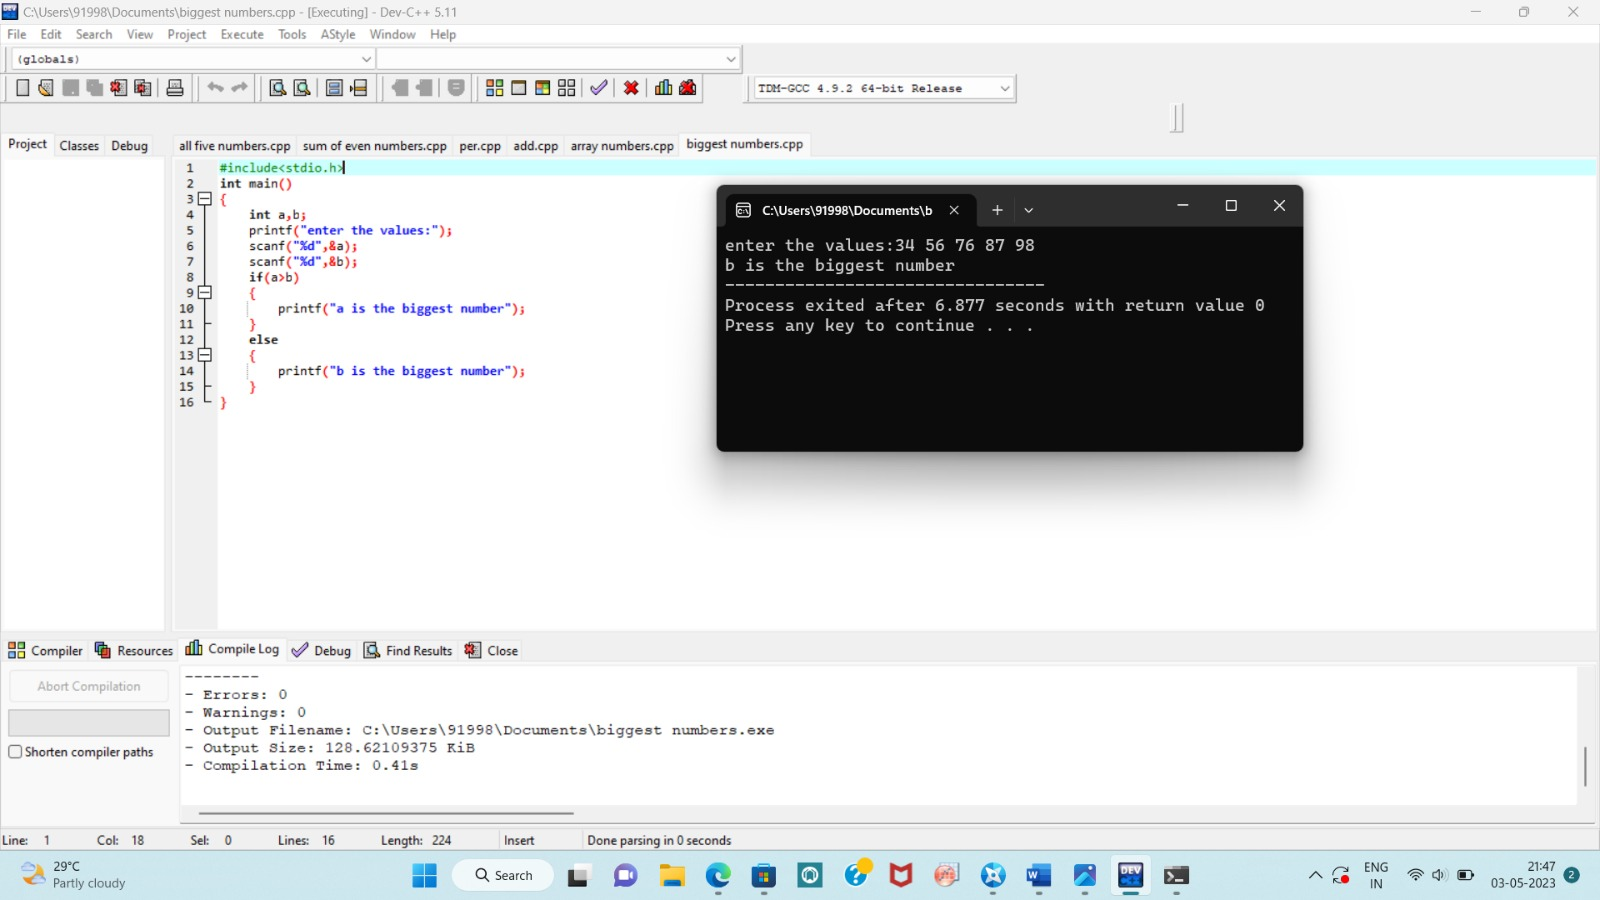 C:\Users\91998\Documents\biggest numbers.cpp - [Executing] - Dev-C++ 5.11
File Edit Search View Project Execute Tools AStyle Window Help
(globals)
TDM-GCC 4.9.2 64-bit Release
Project Classes Debug
all five numbers.cpp sum of even numbers.cpp per.cpp add.cpp array numbers.cpp biggest numbers.cpp
1 #include<stdio.h>
2 int main()
3 {
4 int a,b;
5 printf("enter the values:");
6 scanf("%d",&a);
7 scanf("%d",&b);
8 if(a>b)
9 {
10 printf("a is the biggest number");
11 }
12 else
13 {
14 printf("b is the biggest number");
15 }
16 }
C:\Users\91998\Documents\b
enter the values:34 56 76 87 98
b is the biggest number
--------------------------------
Process exited after 6.877 seconds with return value 0
Press any key to continue . . .
Compiler Resources Compile Log Debug Find Results Close
Abort Compilation
Shorten compiler paths
--------
- Errors: 0
- Warnings: 0
- Output Filename: C:\Users\91998\Documents\biggest numbers.exe
- Output Size: 128.62109375 KiB
- Compilation Time: 0.41s
Line: 1 Col: 18 Sel: 0 Lines: 16 Length: 224 Insert Done parsing in 0 seconds
29°C
Partly cloudy
Search
DEV
ENG
IN
21:47
03-05-2023
2